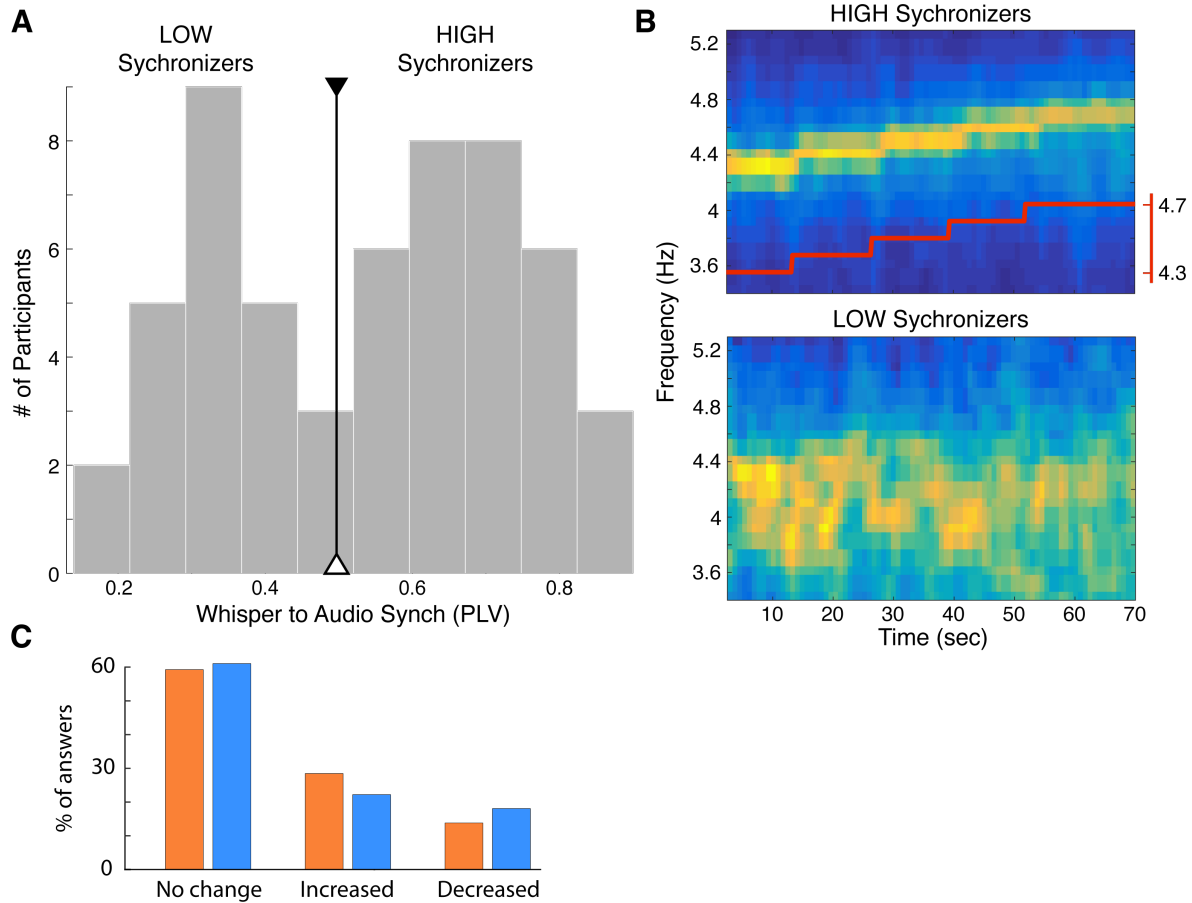 A
LOW
Sychronizers
HIGH
Sychronizers
# of Participants
8
6
4
2
0
0.2
0.4
0.6
0.8
Whisper to Audio Synch (PLV)
B
HIGH Sychronizers
5.2
4.8
4.4
4
3.6
4.7
4.3
Frequency (Hz)
LOW Sychronizers
5.2
4.8
4.4
4
3.6
10
20
30
40
50
60
70
Time (sec)
C
% of answers
60
30
0
No change
Increased
Decreased